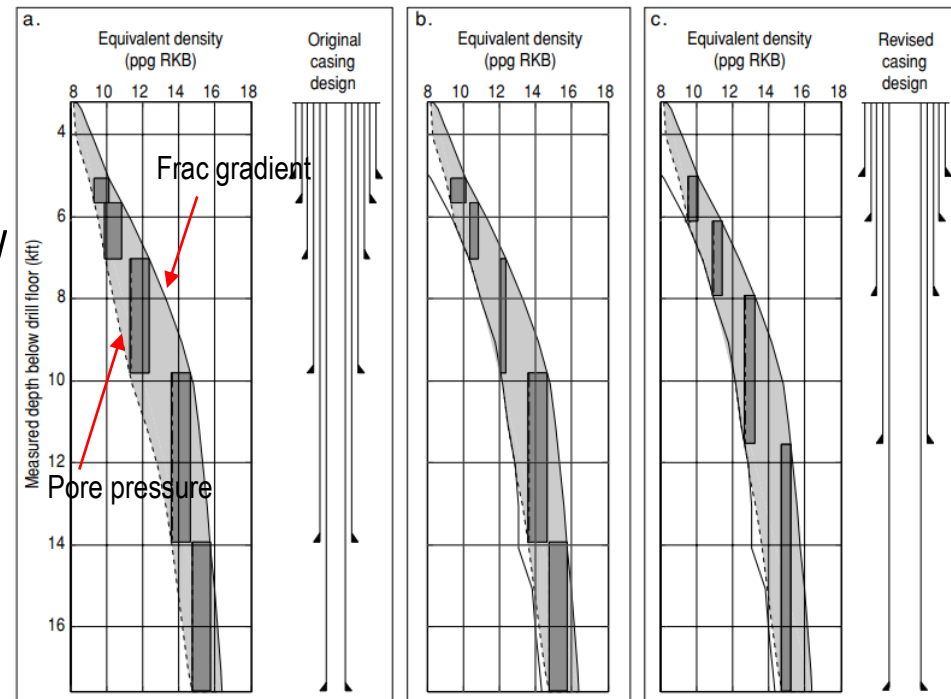 a.
Equivalent density
(ppg RKB)
8 10 12 14 16 18
Original
casing
design
Measured depth below drill floor (kft)
4
6
8
10
12
14
16
Frac gradient
Pore pressure
b.
Equivalent density
(ppg RKB)
8 10 12 14 16 18
c.
Equivalent density
(ppg RKB)
8 10 12 14 16 18
Revised
casing
design